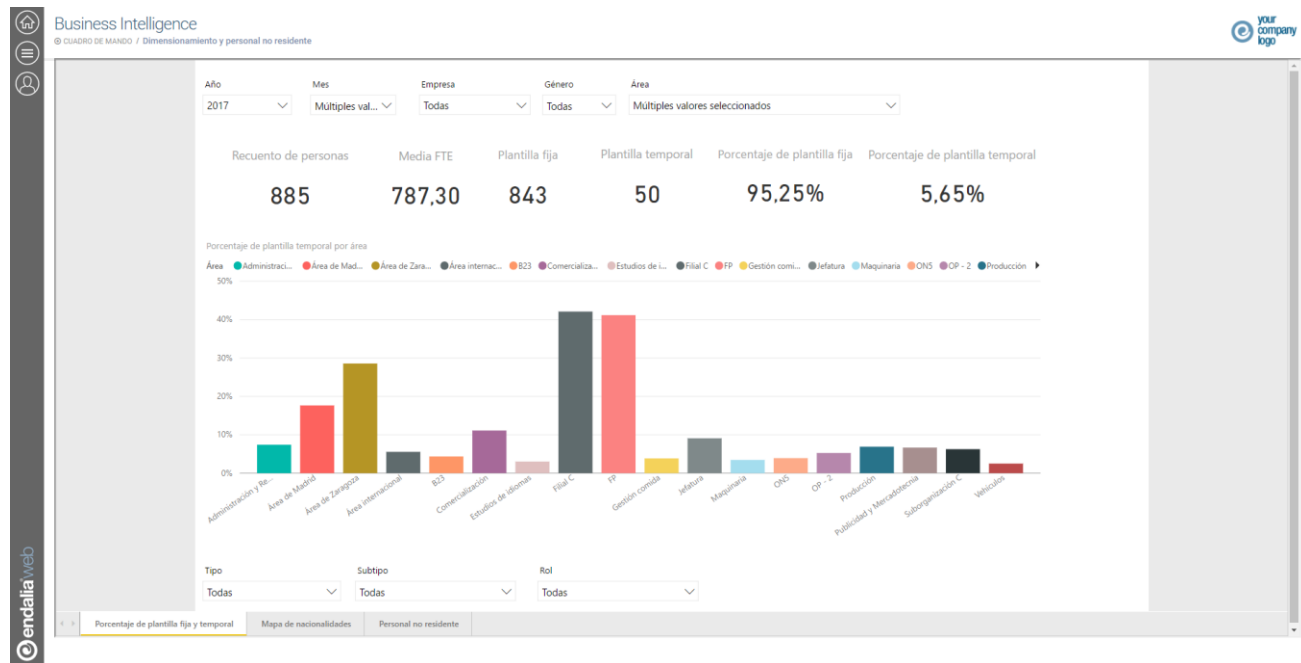 Business Intelligence
CUADRO DE MANDO / Dimensionamiento y personal no residente
your
company
logo
Año Mes Empresa Género Área
2017 Múltiples val... Todas Todas Múltiples valores seleccionados
Recuento de personas Media FTE Plantilla fija Plantilla temporal Porcentaje de plantilla fija Porcentaje de plantilla temporal
885 787,30 843 50 95,25% 5,65%
Porcentaje de plantilla temporal por área
Área Administraci... Área de Mad... Área de Zara... Área internac... B23 Comercializa... Estudios de i... Filial C FP Gestión comi... Jefatura Maquinaria ON5 OP - 2 Producción
50%
40%
30%
20%
10%
0%
Administración y Re... Área de Madrid Área de Zaragoza Área internacional B23 Comercialización Estudios de idiomas Filial C FP Gestión comida Jefatura Maquinaria ON5 OP - 2 Producción Publicidad y Mercadotecnia Suborganización C Vehículos
Tipo Subtipo Rol
Todas Todas Todas
Porcentaje de plantilla fija y temporal Mapa de nacionalidades Personal no residente
endalia web